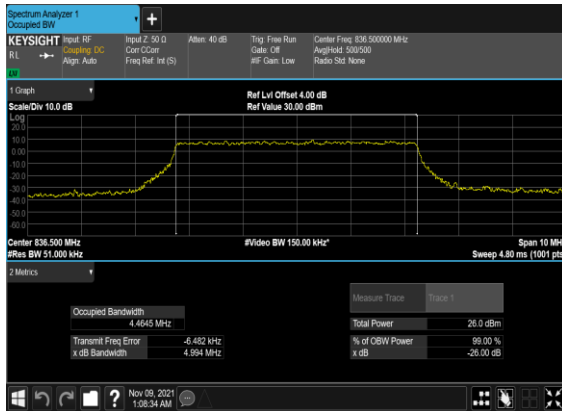 Spectrum Analyzer 1
Occupied BW
+
KEYSIGHT Input: RF Input Z: 50 Ω Atten: 40 dB Trig: Free Run Center Freq: 836.500000 MHz
RL Coupling: DC Corr CCorr Gate: Off Avg|Hold: 500/500
Align: Auto Freq Ref: Int (S) #IF Gain: Low Radio Std: None
1 Graph
Ref Lvl Offset 4.00 dB
Scale/Div 10.0 dB Ref Value 30.00 dBm
Log
20.0
10.0
0.00
-10.0
-20.0
-30.0
-40.0
-50.0
-60.0
Center 836.500 MHz #Video BW 150.00 kHz* Span 10 MH
#Res BW 51.000 kHz Sweep 4.80 ms (1001 pts
2 Metrics
Measure Trace Trace 1
Occupied Bandwidth
4.4645 MHz
Total Power 26.0 dBm
Transmit Freq Error -6.482 kHz % of OBW Power 99.00 %
x dB Bandwidth 4.994 MHz x dB -26.00 dB
? Nov 09, 2021
1:08:34 AM